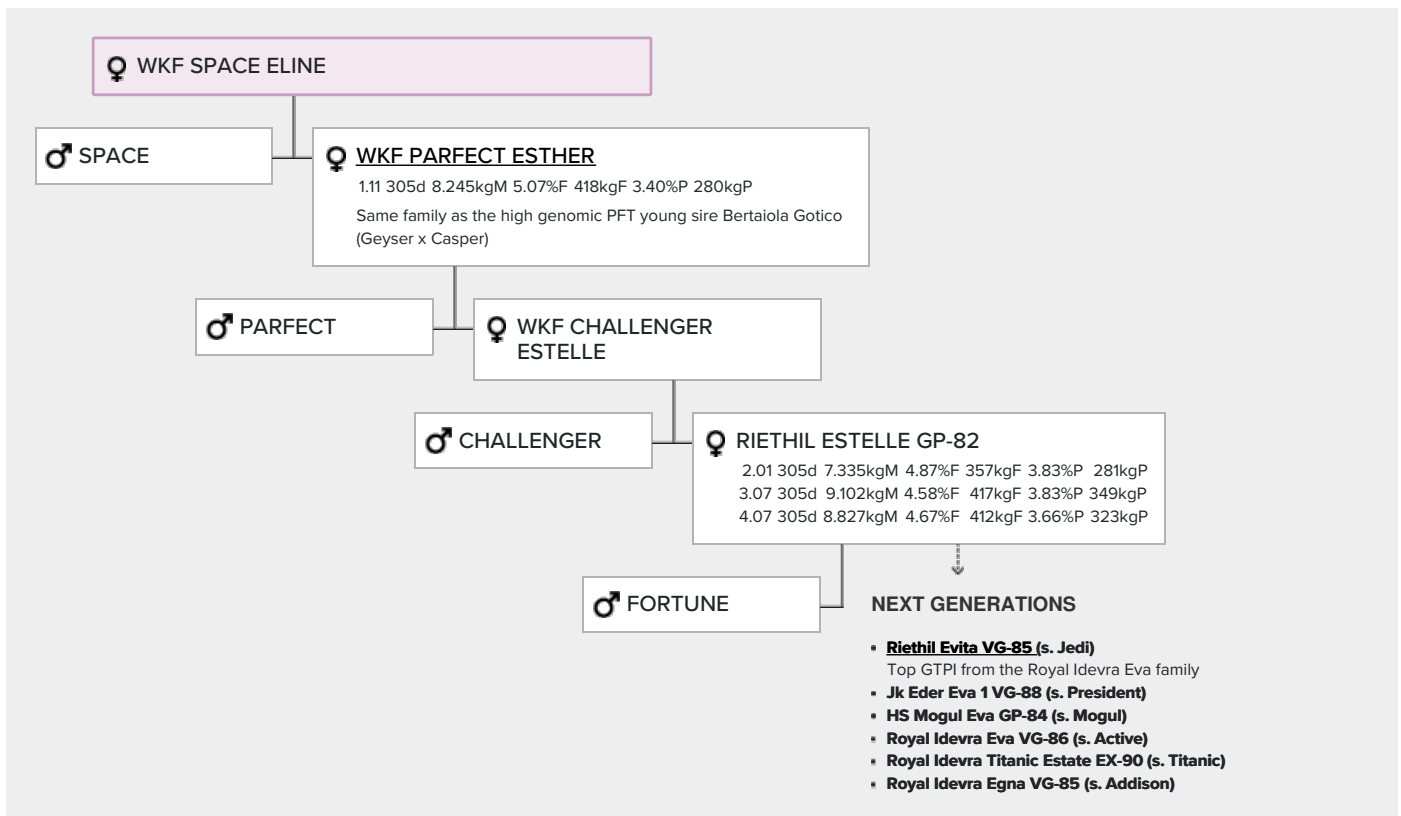 ♀ WKF SPACE ELINE
♂ SPACE
♀ WKF PARFECT ESTHER
1.11 305d 8.245kgM 5.07%F 418kgF 3.40%P 280kgP
Same family as the high genomic PFT young sire Bertaiola Gotico
(Geyser x Casper)
♂ PARFECT
♀ WKF CHALLENGER
ESTELLE
♂ CHALLENGER
♀ RIETHIL ESTELLE GP-82
2.01 305d 7.335kgM 4.87%F 357kgF 3.83%P 281kgP
3.07 305d 9.102kgM 4.58%F 417kgF 3.83%P 349kgP
4.07 305d 8.827kgM 4.67%F 412kgF 3.66%P 323kgP
♂ FORTUNE
NEXT GENERATIONS
• Riethil Evita VG-85 (s. Jedi)
Top GTPI from the Royal Idevra Eva family
• Jk Eder Eva 1 VG-88 (s. President)
• HS Mogul Eva GP-84 (s. Mogul)
• Royal Idevra Eva VG-86 (s. Active)
• Royal Idevra Titanic Estate EX-90 (s. Titanic)
• Royal Idevra Egna VG-85 (s. Addison)